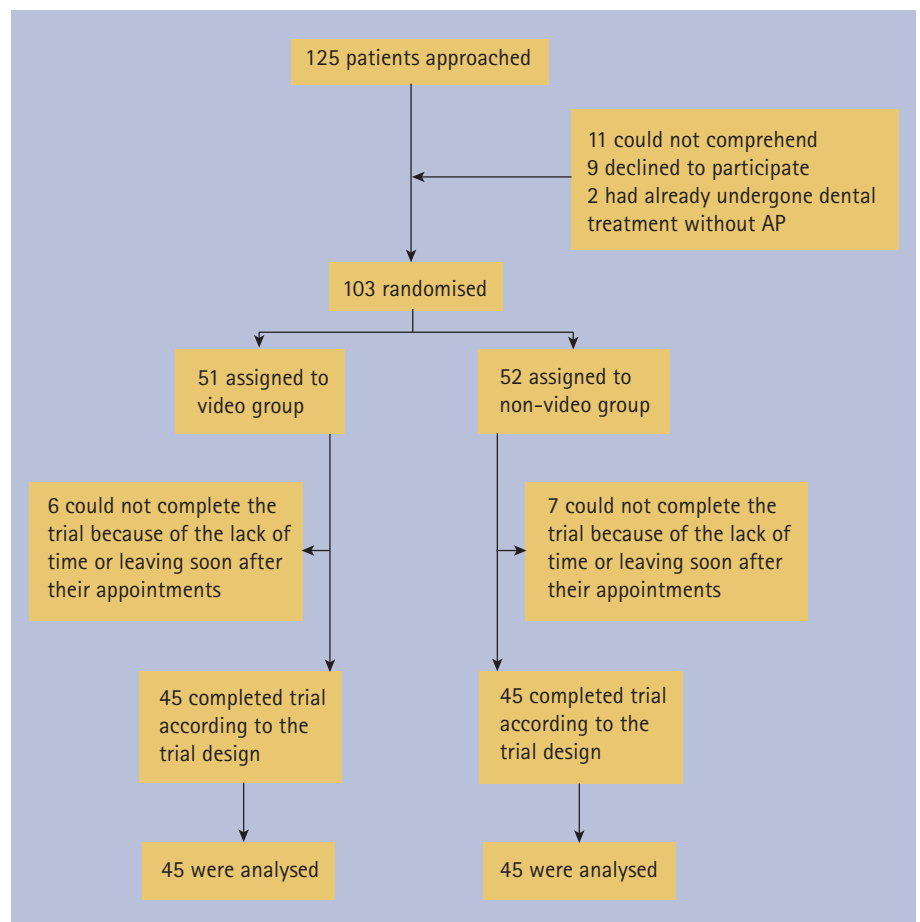 125 patients approached
11 could not comprehend
9 declined to participate
2 had already undergone dental
treatment without AP
103 randomised
51 assigned to
video group
52 assigned to
non-video group
6 could not complete the
trial because of the lack of
time or leaving soon after
their appointments
7 could not complete the
trial because of the lack of
time or leaving soon after
their appointments
45 completed trial
according to the
trial design
45 completed trial
according to the
trial design
45 were analysed
45 were analysed